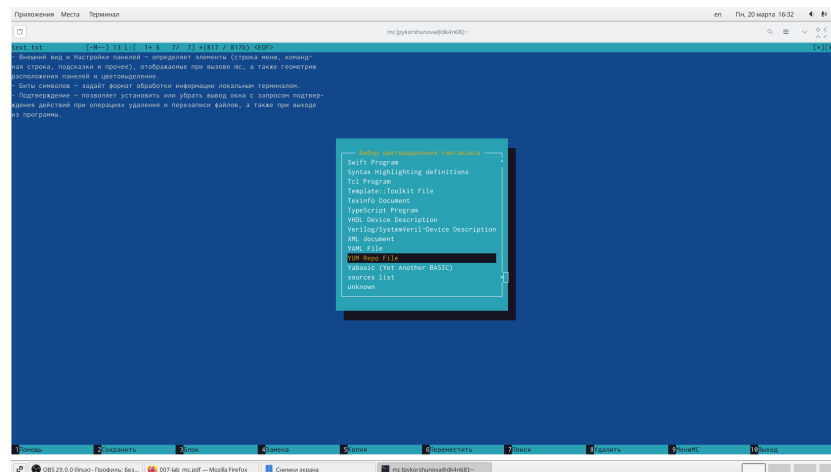 Приложения Места Терминал en Пн, 20 марта 16:32
mc [pykorshunova@dk4n68]:~
text.txt [-M--] 13 L:[ 1+ 6 7/ 7] *(817 / 817b) <EOF> [*][X]
- Внешний вид и Настройки панелей – определяет элементы (строка меню, команд-
ная строка, подсказки и прочее), отображаемые при вызове mc, а также геометрию
расположения панелей и цветовыделение.
- Биты символов – задаёт формат обработки информации локальным терминалом.
- Подтверждение – позволяет установить или убрать вывод окна с запросом подтвер-
ждения действий при операциях удаления и перезаписи файлов, а также при выходе
из программы.
Выбор цветовыделения синтаксиса
Swift Program
Syntax Highlighting definitions
Tcl Program
Template::Toolkit File
Texinfo Document
TypeScript Program
VHDL Device Description
Verilog/SystemVeril~Device Description
XML document
YAML File
YUM Repo File
Yabasic (Yet Another BASIC)
sources list
unknown
1Помощь 2Сохранить 3Блок 4Замена 5Копия 6Переместить 7Поиск 8Удалить 9МенюMC 10Выход
OBS 29.0.0 (linux) - Профиль: Без... 007-lab_mc.pdf — Mozilla Firefox Снимки экрана mc [pykorshunova@dk4n68]:~